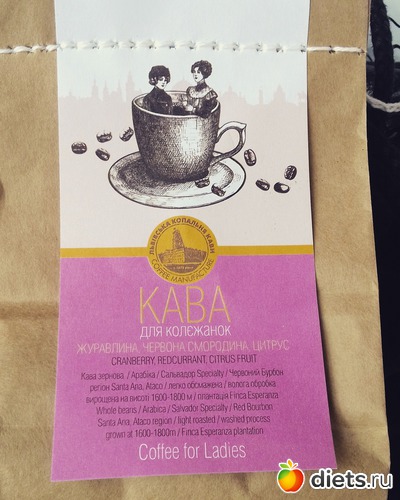 ЛЬВІВСЬКА КОПАЛЬНЯ КАВИ
COFFEE MANUFACTURE
КАВА
для колєжанок
ЖУРАВЛИНА, ЧЕРВОНА СМОРОДИНА, ЦИТРУС
CRANBERRY, REDCURRANT, CITRUS FRUIT
Кава зернова / Арабіка / Сальвадор Specialty / Червоний Бурбон
регіон Santa Ana, Ataco / легко обсмажена / волога обробка
вирощена на висоті 1600-1800 м / плантація Finca Esperanza
Whole beans / Arabica / Salvador Specialty / Red Bourbon
Santa Ana, Ataco region / light roasted / washed process
grown at 1600-1800m / Finca Esperanza plantation
Coffee for Ladies
diets.ru